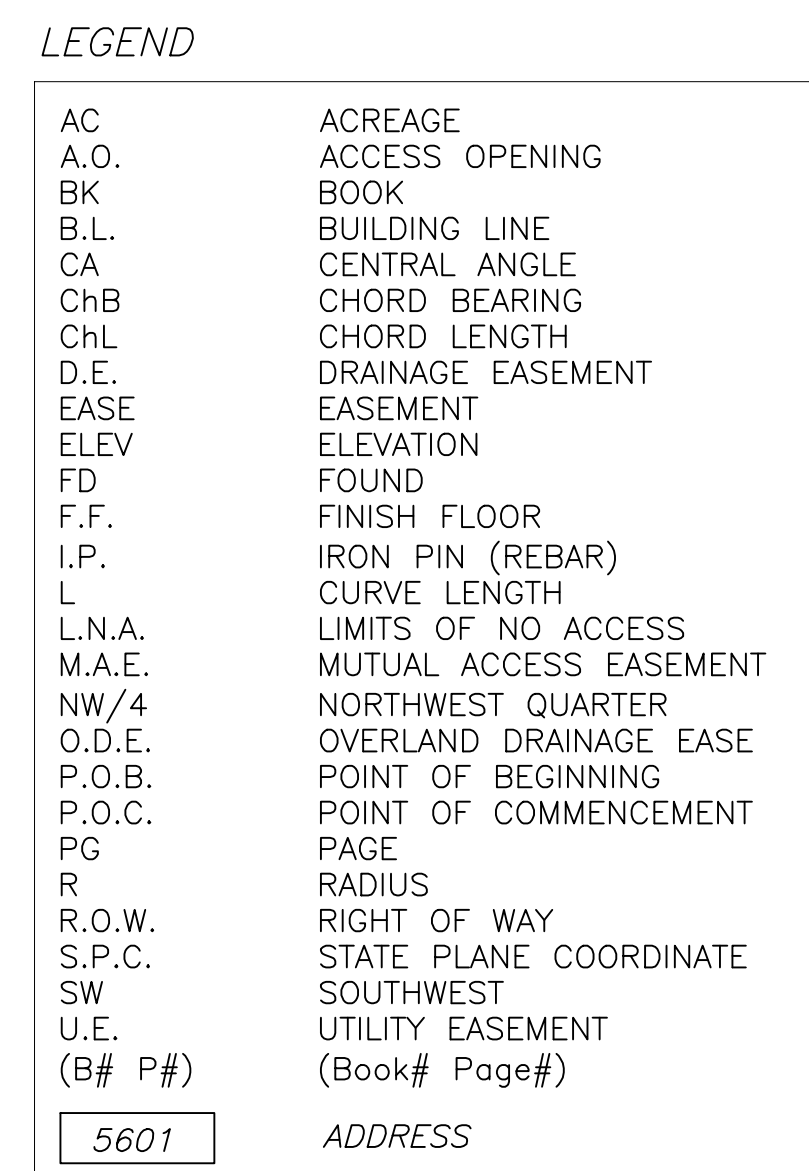 LEGEND
AC ACREAGE
A.O. ACCESS OPENING
BK BOOK
B.L. BUILDING LINE
CA CENTRAL ANGLE
ChB CHORD BEARING
ChL CHORD LENGTH
D.E. DRAINAGE EASEMENT
EASE EASEMENT
ELEV ELEVATION
FD FOUND
F.F. FINISH FLOOR
I.P. IRON PIN (REBAR)
L CURVE LENGTH
L.N.A. LIMITS OF NO ACCESS
M.A.E. MUTUAL ACCESS EASEMENT
NW/4 NORTHWEST QUARTER
O.D.E. OVERLAND DRAINAGE EASE
P.O.B. POINT OF BEGINNING
P.O.C. POINT OF COMMENCEMENT
PG PAGE
R RADIUS
R.O.W. RIGHT OF WAY
S.P.C. STATE PLANE COORDINATE
SW SOUTHWEST
U.E. UTILITY EASEMENT
(B# P#) (Book# Page#)
5601 ADDRESS